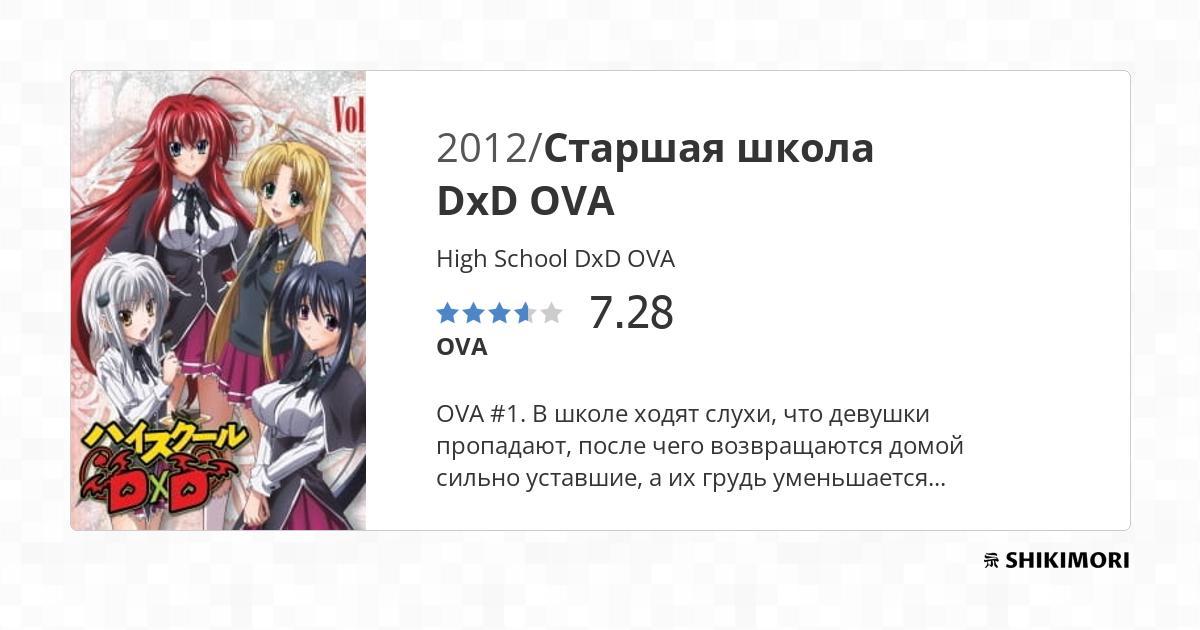 Vol
ハイスクール
DxD
2012/Старшая школа
DxD OVA
High School DxD OVA
7.28
OVA
OVA #1. В школе ходят слухи, что девушки
пропадают, после чего возвращаются домой
сильно уставшие, а их грудь уменьшается...
SHIKIMORI